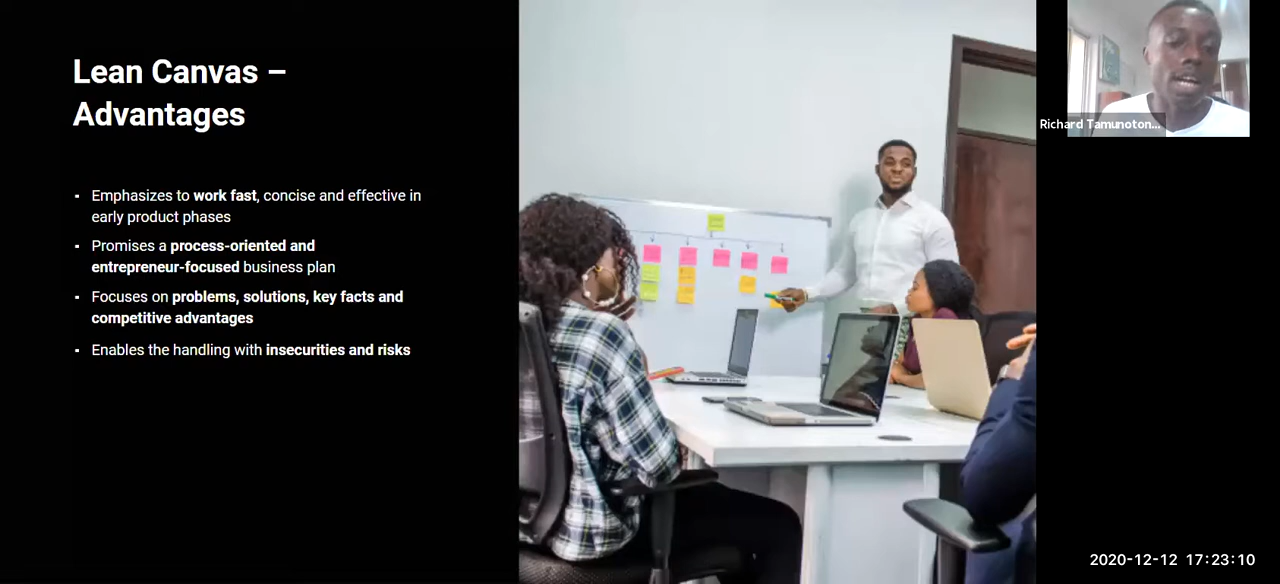 Lean Canvas –
Advantages
Emphasizes to work fast, concise and effective in
early product phases
Promises a process-oriented and
entrepreneur-focused business plan
Focuses on problems, solutions, key facts and
competitive advantages
Enables the handling with insecurities and risks
Richard Tamunoton...
2020-12-12 17:23:10